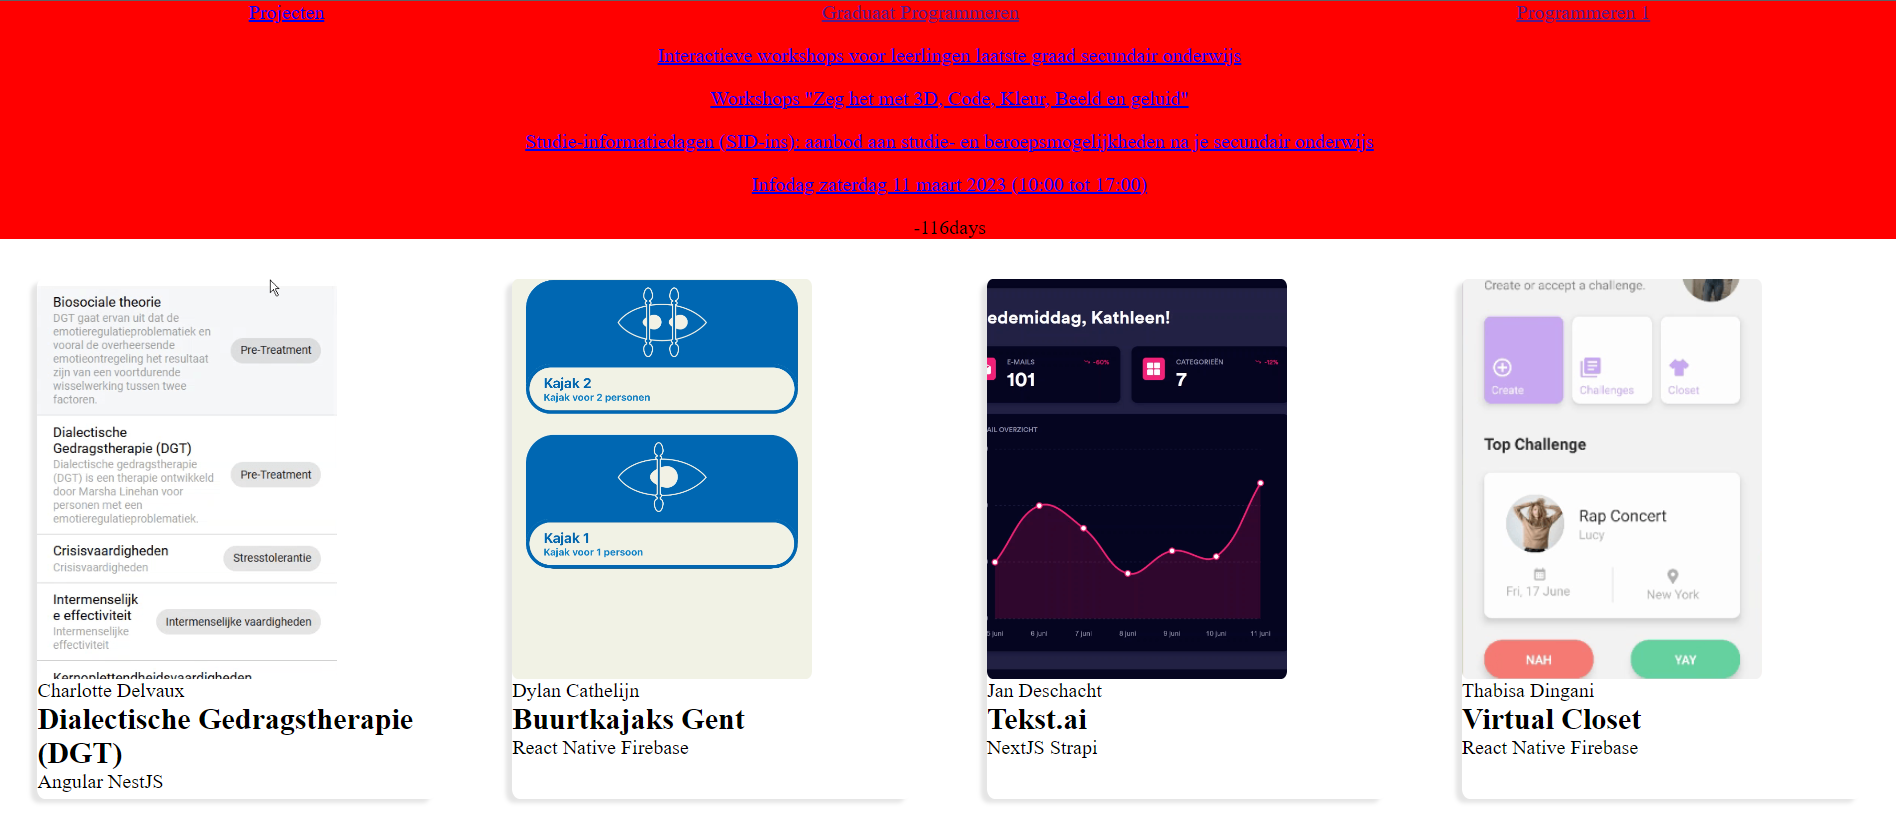 Projecten
Graduaat Programmeren
Programmeren 1
Interactieve workshops voor leerlingen laatste graad secundair onderwijs
Workshops "Zeg het met 3D, Code, Kleur, Beeld en geluid"
Studie-informatiedagen (SID-ins): aanbod aan studie- en beroepsmogelijkheden na je secundair onderwijs
Infodag zaterdag 11 maart 2023 (10:00 tot 17:00)
-116days
Biosociale theorie
DGT gaat ervan uit dat de
emotieregulatieproblematiek en
vooral de overheersende
emotieontregeling het resultaat
zijn van een voortdurende
wisselwerking tussen twee
factoren.
Pre-Treatment
Dialectische
Gedragstherapie (DGT)
Dialectische gedragstherapie
(DGT) is een therapie ontwikkeld
door Marsha Linehan voor
personen met een
emotieregulatieproblematiek.
Pre-Treatment
Crisisvaardigheden
Crisisvaardigheden
Stresstolerantie
Intermenselijk
e effectiviteit
Intermenselijke
effectiviteit
Intermenselijke vaardigheden
Kernoplettendheidsvaardigheden
Charlotte Delvaux
Dialectische Gedragstherapie
(DGT)
Angular NestJS
Kajak 2
Kajak voor 2 personen
Kajak 1
Kajak voor 1 persoon
Dylan Cathelijn
Buurtkajaks Gent
React Native Firebase
edemiddag, Kathleen!
E-MAILS
-60%
101
CATEGORIEËN
-12%
7
AIL OVERZICHT
5 juni 6 juni 7 juni 8 juni 9 juni 10 juni 11 juni
Jan Deschacht
Tekst.ai
NextJS Strapi
Create or accept a challenge.
Create
Challenges
Closet
Top Challenge
Rap Concert
Lucy
Fri, 17 June
New York
NAH
YAY
Thabisa Dingani
Virtual Closet
React Native Firebase